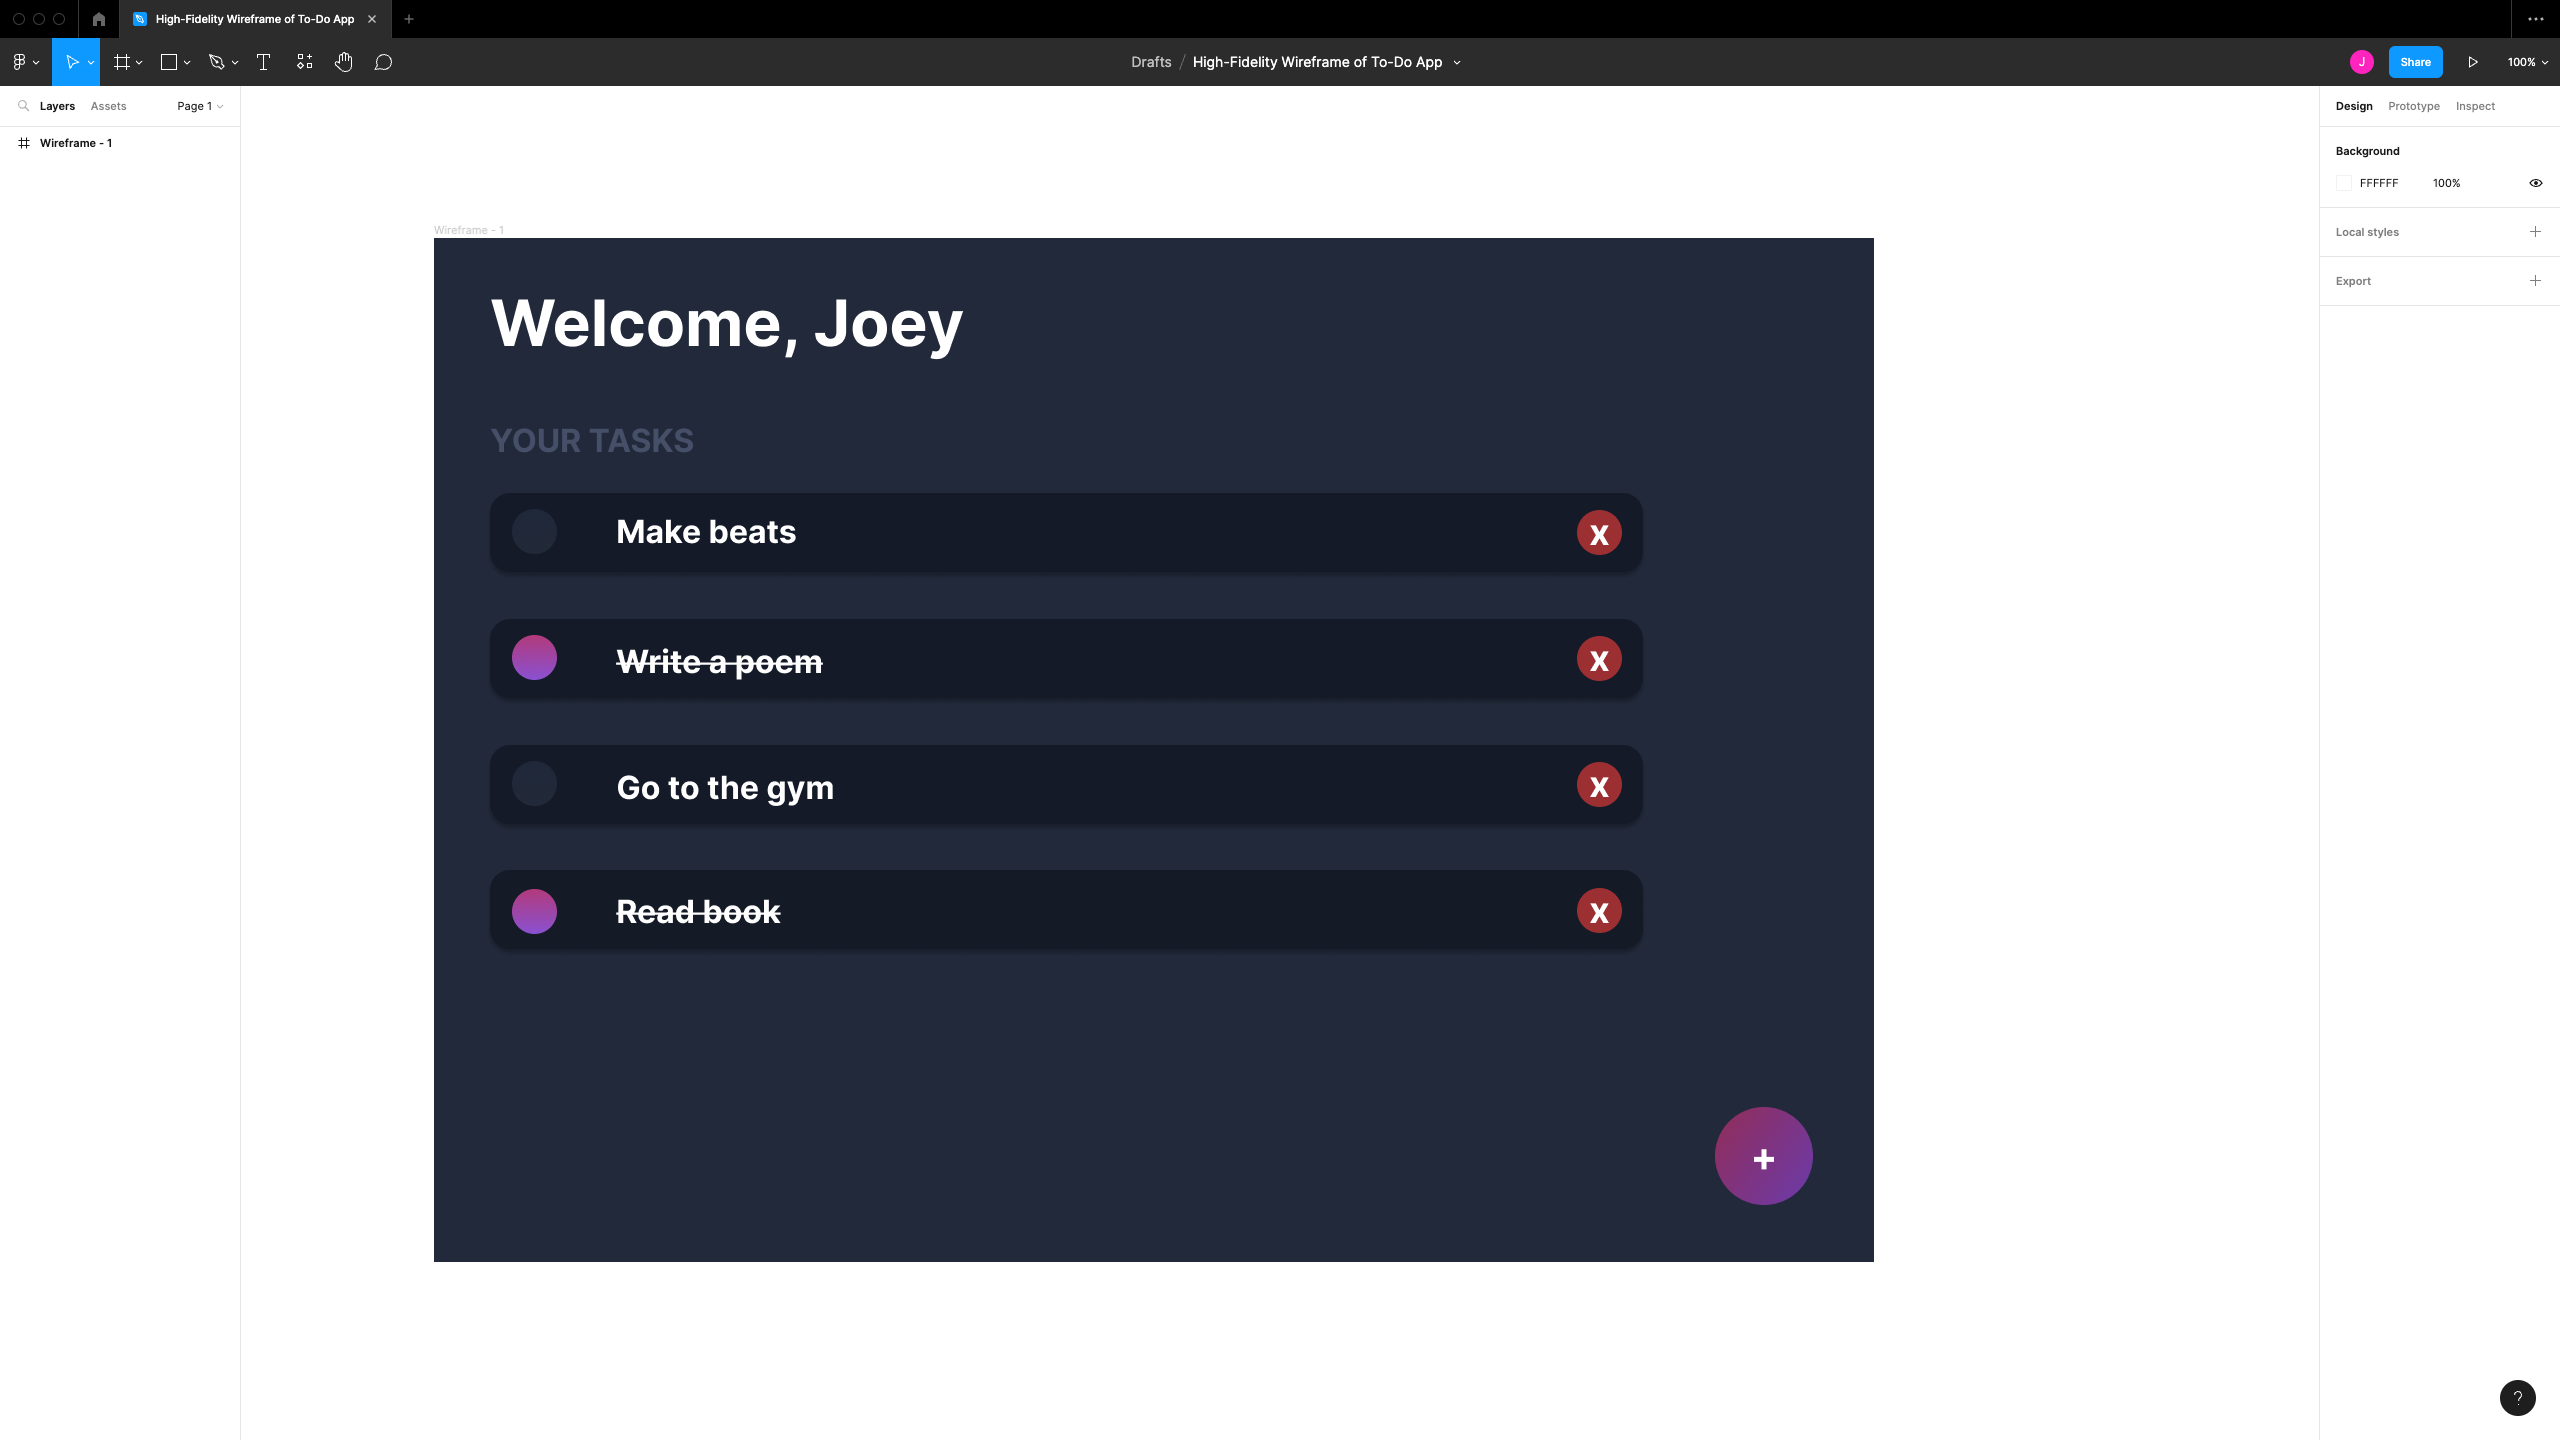 High-Fidelity Wireframe of To-Do App
Drafts / High-Fidelity Wireframe of To-Do App
J
Share
100%
Layers
Assets
Page 1
Wireframe - 1
Design
Prototype
Inspect
Background
FFFFFF
100%
Local styles
Export
Wireframe - 1
Welcome, Joey
YOUR TASKS
Make beats
X
Write a poem
X
Go to the gym
X
Read book
X
+
?